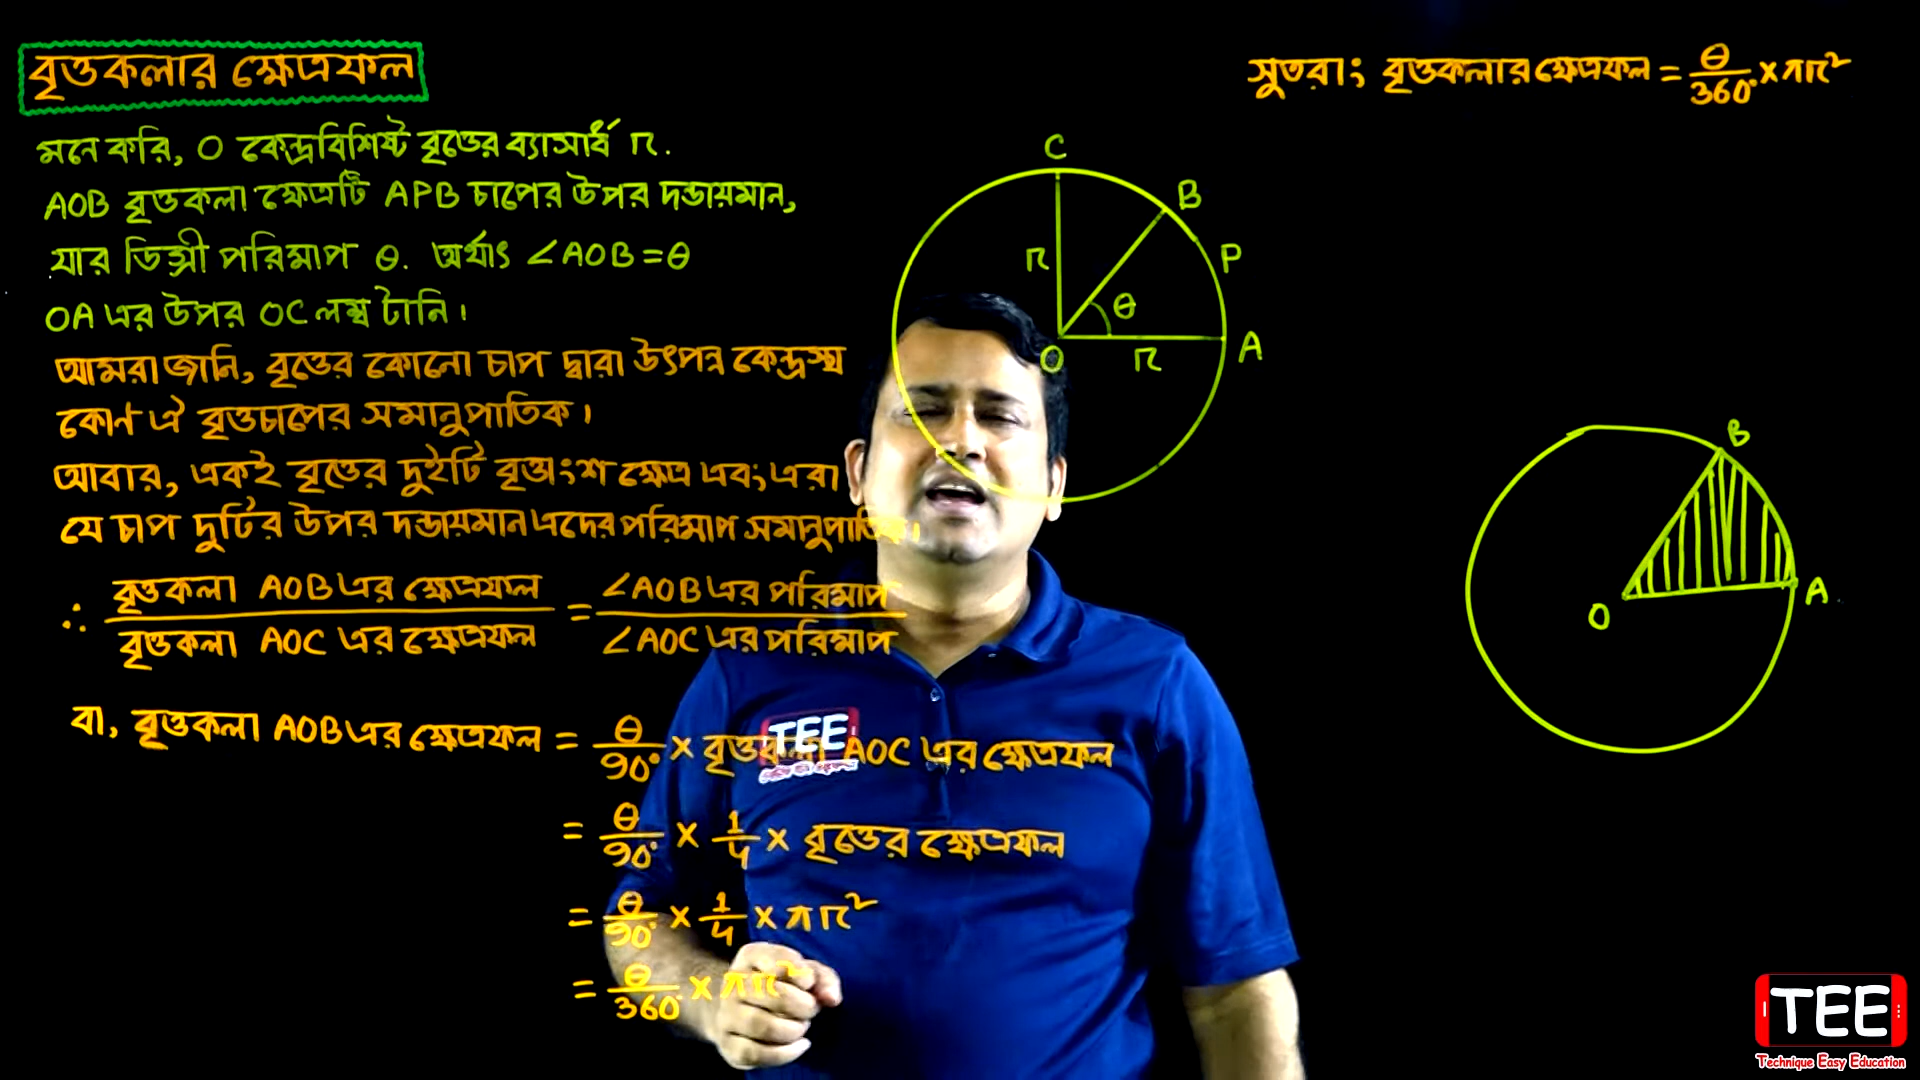 বৃত্তকলার ক্ষেত্রফল
সুতরাং বৃত্তকলার ক্ষেত্রফল = θ/360° × πr²
মনে করি, O কেন্দ্রবিশিষ্ট বৃত্তের ব্যাসার্ধ r.
AOB বৃত্তকলা ক্ষেত্রটি APB চাপের উপর দন্ডায়মান,
যার ডিগ্রী পরিমাপ θ. অর্থাৎ ∠AOB = θ
OA এর উপর OC লম্ব টানি।
আমরা জানি, বৃত্তের কোনো চাপ দ্বারা উৎপন্ন কেন্দ্রস্থ
কোণ ঐ বৃত্তচাপের সমানুপাতিক।
আবার, একই বৃত্তের দুইটি বৃত্তাংশ ক্ষেত্র এবং এরা
যে চাপ দুটির উপর দন্ডায়মান এদের পরিমাপ সমানুপাতিক।
∴ বৃত্তকলা AOB এর ক্ষেত্রফল / বৃত্তকলা AOC এর ক্ষেত্রফল = ∠AOB এর পরিমাপ / ∠AOC এর পরিমাপ
বা, বৃত্তকলা AOB এর ক্ষেত্রফল = θ/90° × বৃত্তকলা AOC এর ক্ষেত্রফল
= θ/90° × 1/4 × বৃত্তের ক্ষেত্রফল
= θ/90° × 1/4 × πr²
= θ/360° × πr²
C
B
P
r
θ
O
r
A
B
O
A
TEE
TEE
Technique Easy Education